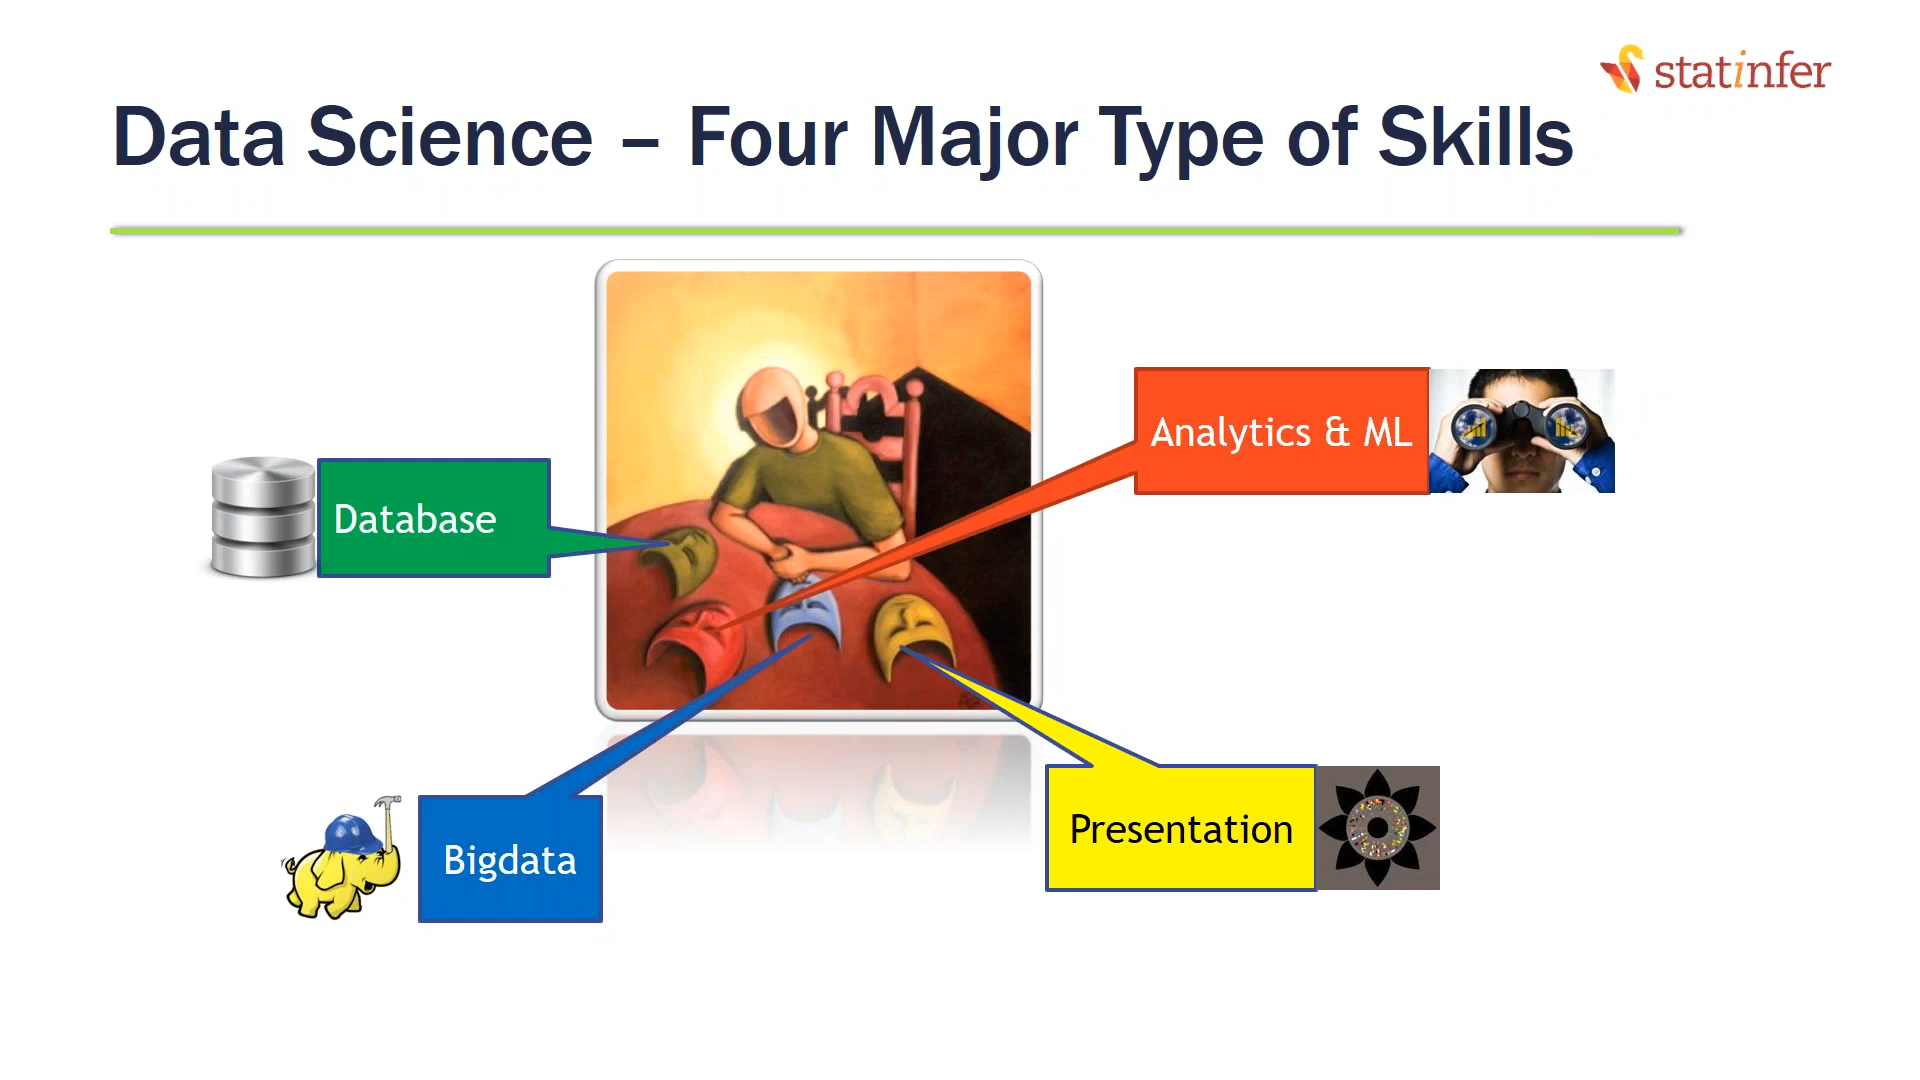 statinfer
Data Science – Four Major Type of Skills
Analytics & ML
Database
Presentation
Bigdata